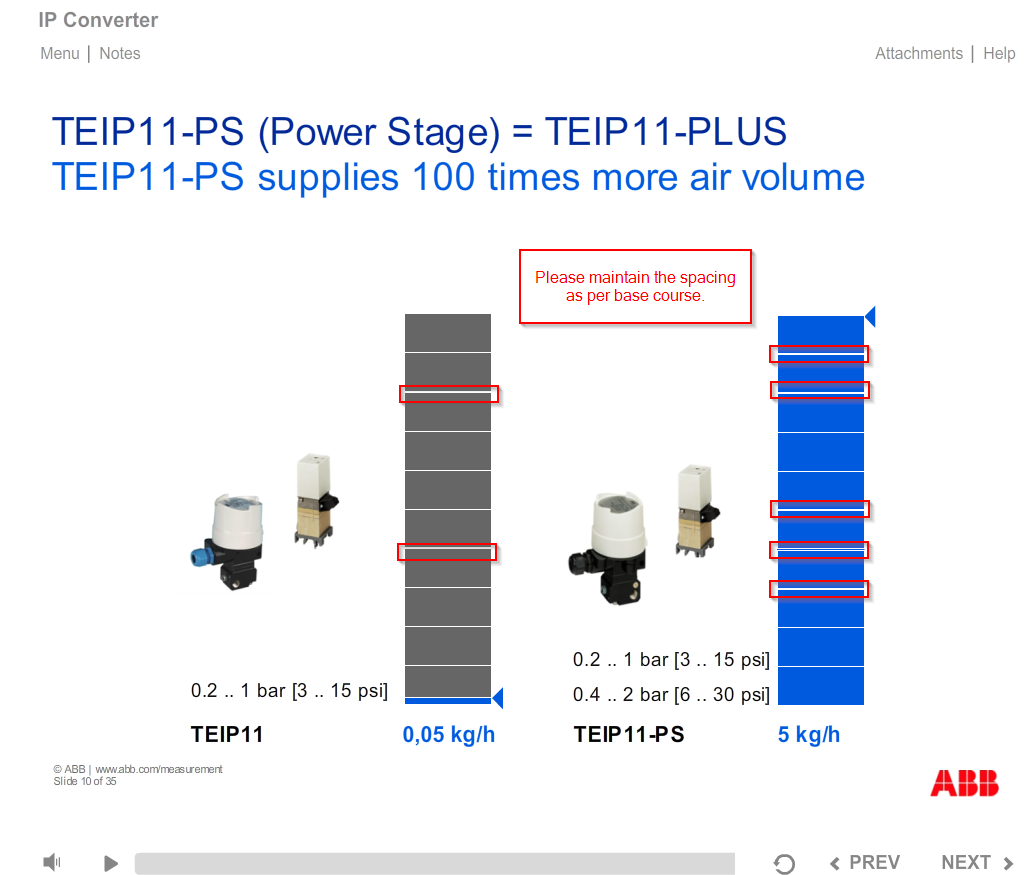 IP Converter
Menu | Notes
Attachments | Help
TEIP11-PS (Power Stage) = TEIP11-PLUS
TEIP11-PS supplies 100 times more air volume
Please maintain the spacing
as per base course.
0.2 .. 1 bar [3 .. 15 psi]
TEIP11
0,05 kg/h
0.2 .. 1 bar [3 .. 15 psi]
0.4 .. 2 bar [6 .. 30 psi]
TEIP11-PS
5 kg/h
© ABB | www.abb.com/measurement
Slide 10 of 35
ABB
PREV
NEXT